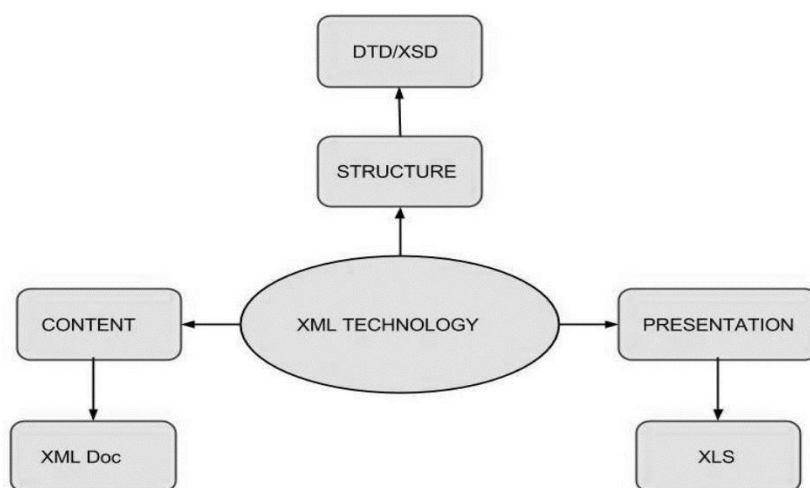 DTD/XSD
STRUCTURE
CONTENT
XML TECHNOLOGY
PRESENTATION
XML Doc
XLS